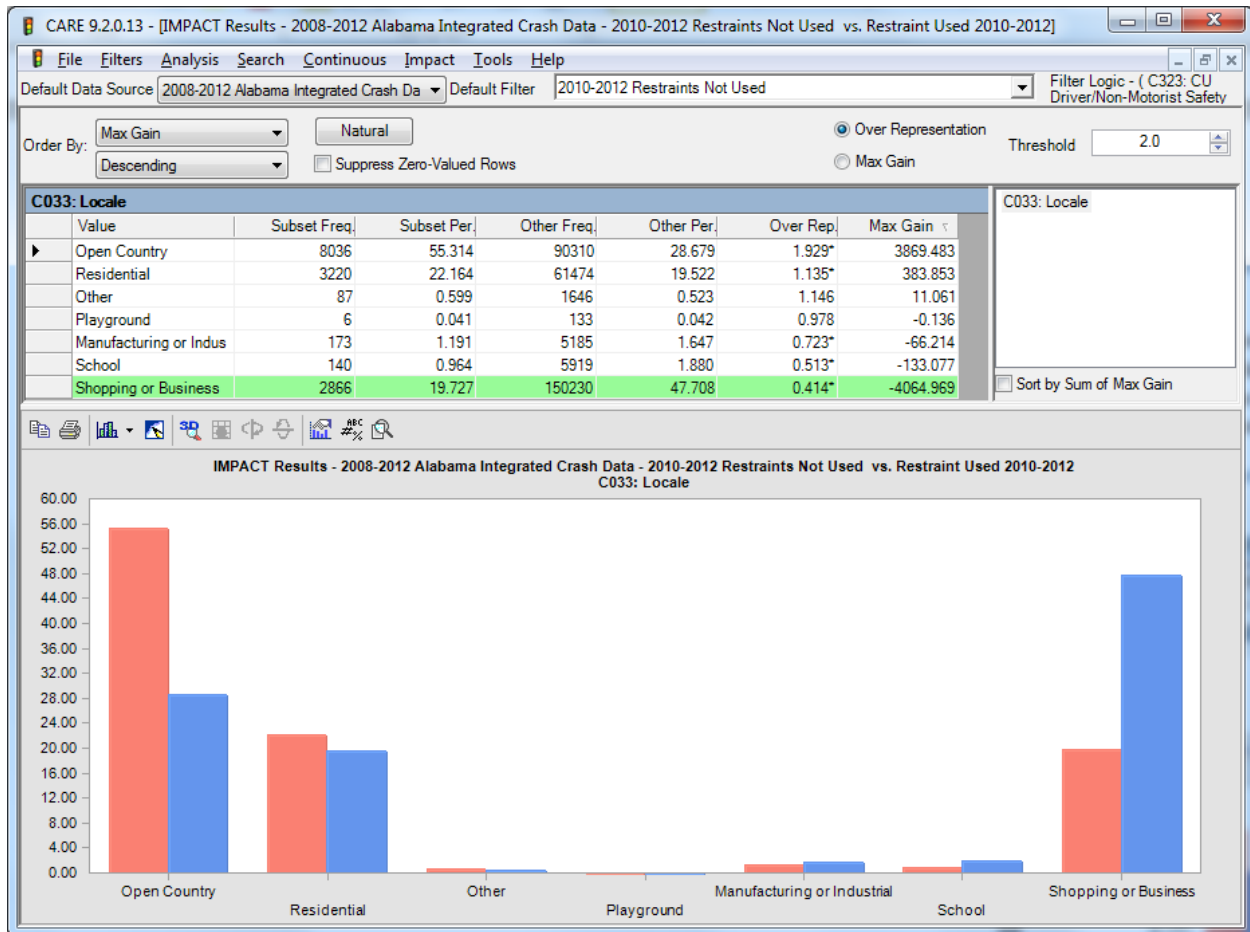 CARE 9.2.0.13 - [IMPACT Results - 2008-2012 Alabama Integrated Crash Data - 2010-2012 Restraints Not Used vs. Restraint Used 2010-2012]
File Filters Analysis Search Continuous Impact Tools Help
Default Data Source 2008-2012 Alabama Integrated Crash Da Default Filter 2010-2012 Restraints Not Used Filter Logic - ( C323: CU
Driver/Non-Motorist Safety
Order By: Max Gain Natural Over Representation Threshold 2.0
Descending Suppress Zero-Valued Rows Max Gain
C033: Locale C033: Locale
Value Subset Freq. Subset Per. Other Freq. Other Per. Over Rep. Max Gain
Open Country 8036 55.314 90310 28.679 1.929* 3869.483
Residential 3220 22.164 61474 19.522 1.135* 383.853
Other 87 0.599 1646 0.523 1.146 11.061
Playground 6 0.041 133 0.042 0.978 -0.136
Manufacturing or Indus 173 1.191 5185 1.647 0.723* -66.214
School 140 0.964 5919 1.880 0.513* -133.077
Shopping or Business 2866 19.727 150230 47.708 0.414* -4064.969
Sort by Sum of Max Gain
3D ABC #%
IMPACT Results - 2008-2012 Alabama Integrated Crash Data - 2010-2012 Restraints Not Used vs. Restraint Used 2010-2012
C033: Locale
60.00
56.00
52.00
48.00
44.00
40.00
36.00
32.00
28.00
24.00
20.00
16.00
12.00
8.00
4.00
0.00
Open Country Other Manufacturing or Industrial Shopping or Business
Residential Playground School